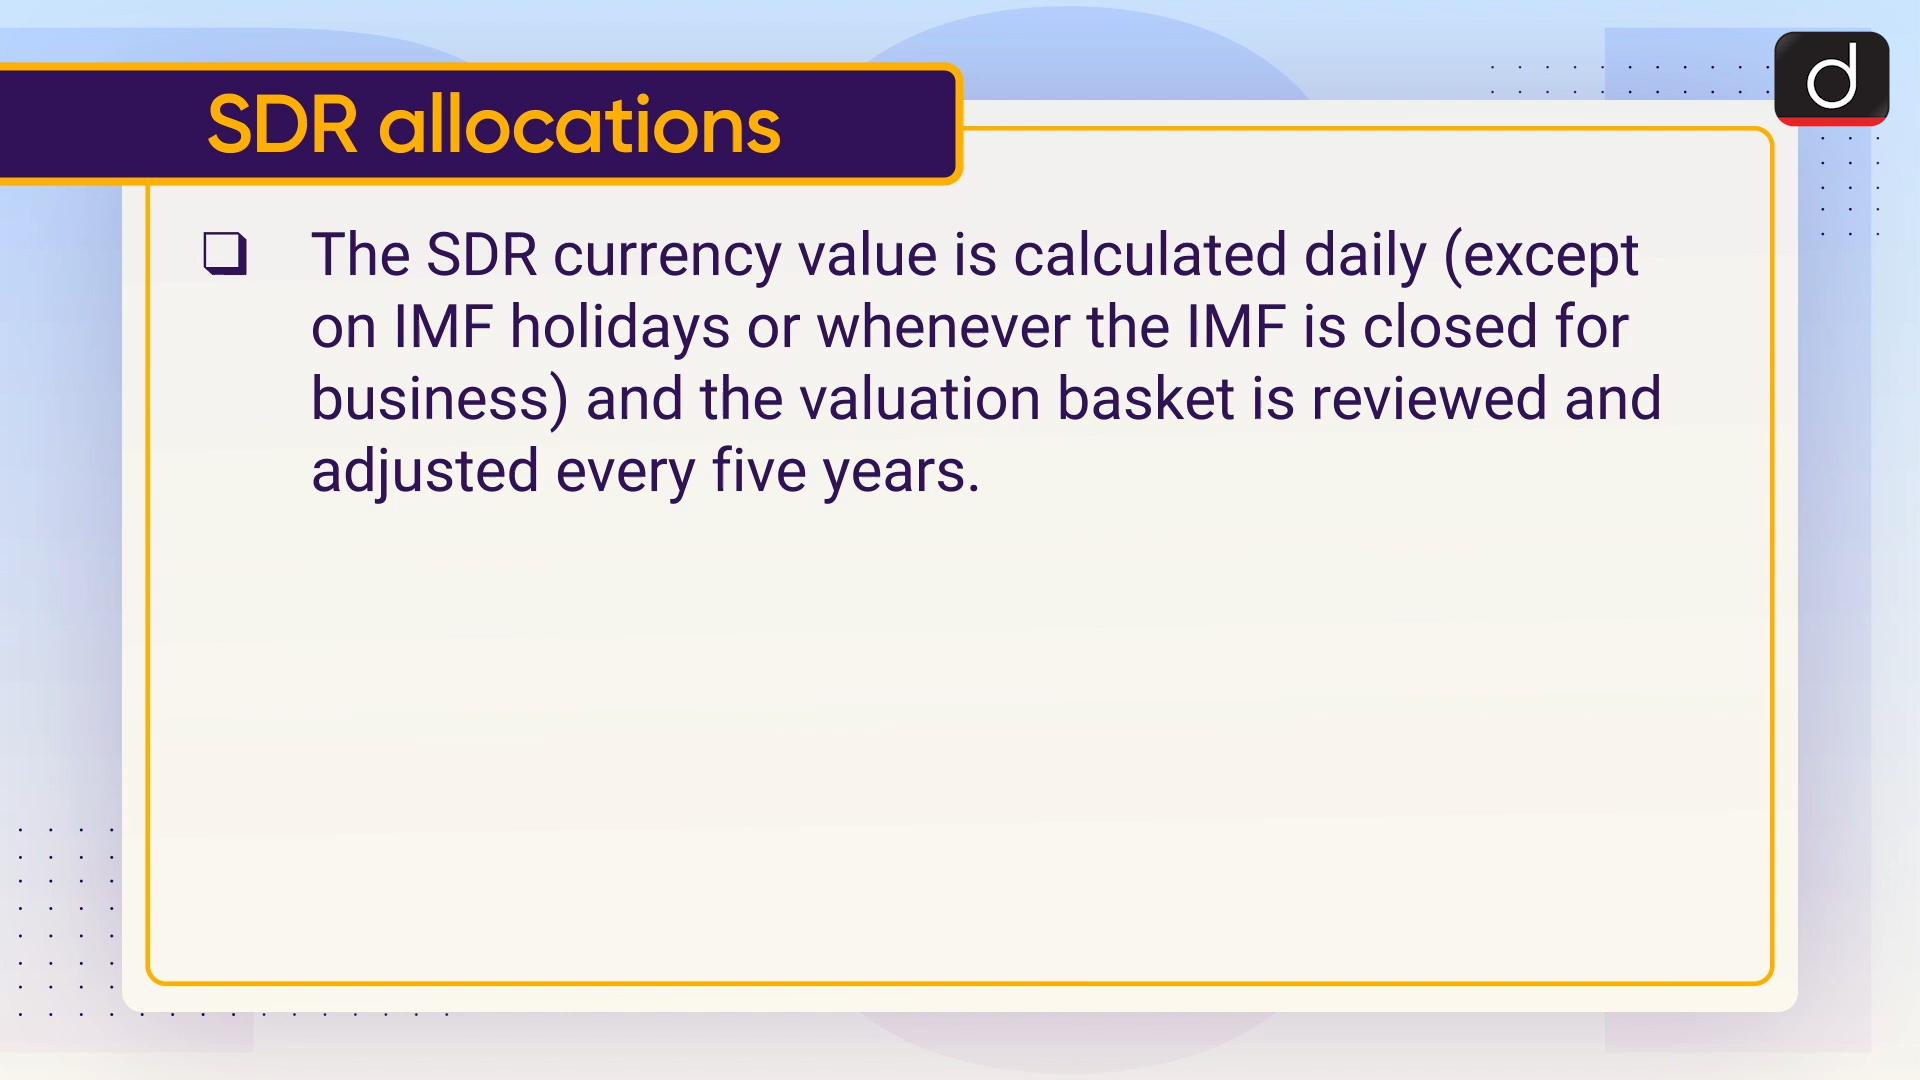 SDR allocations
d
❑ The SDR currency value is calculated daily (except
on IMF holidays or whenever the IMF is closed for
business) and the valuation basket is reviewed and
adjusted every five years.